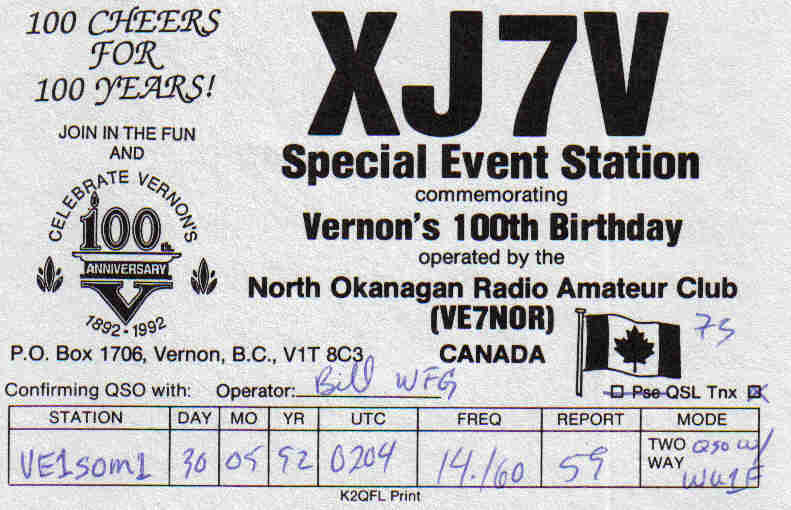 100 CHEERS
FOR
100 YEARS!
JOIN IN THE FUN
AND
CELEBRATE VERNON'S
100th
ANNIVERSARY
V
1892 • 1992
XJ7V
Special Event Station
commemorating
Vernon's 100th Birthday
operated by the
North Okanagan Radio Amateur Club
(VE7NOR)
CANADA
73
P.O. Box 1706, Vernon, B.C., V1T 8C3
Confirming QSO with: Operator: Bill WFG
Pse QSL Tnx
STATION DAY MO YR UTC FREQ REPORT MODE
VE1SOM1 30 05 92 0204 14.160 59 TWO WAY QSO W/
K2QFL Print